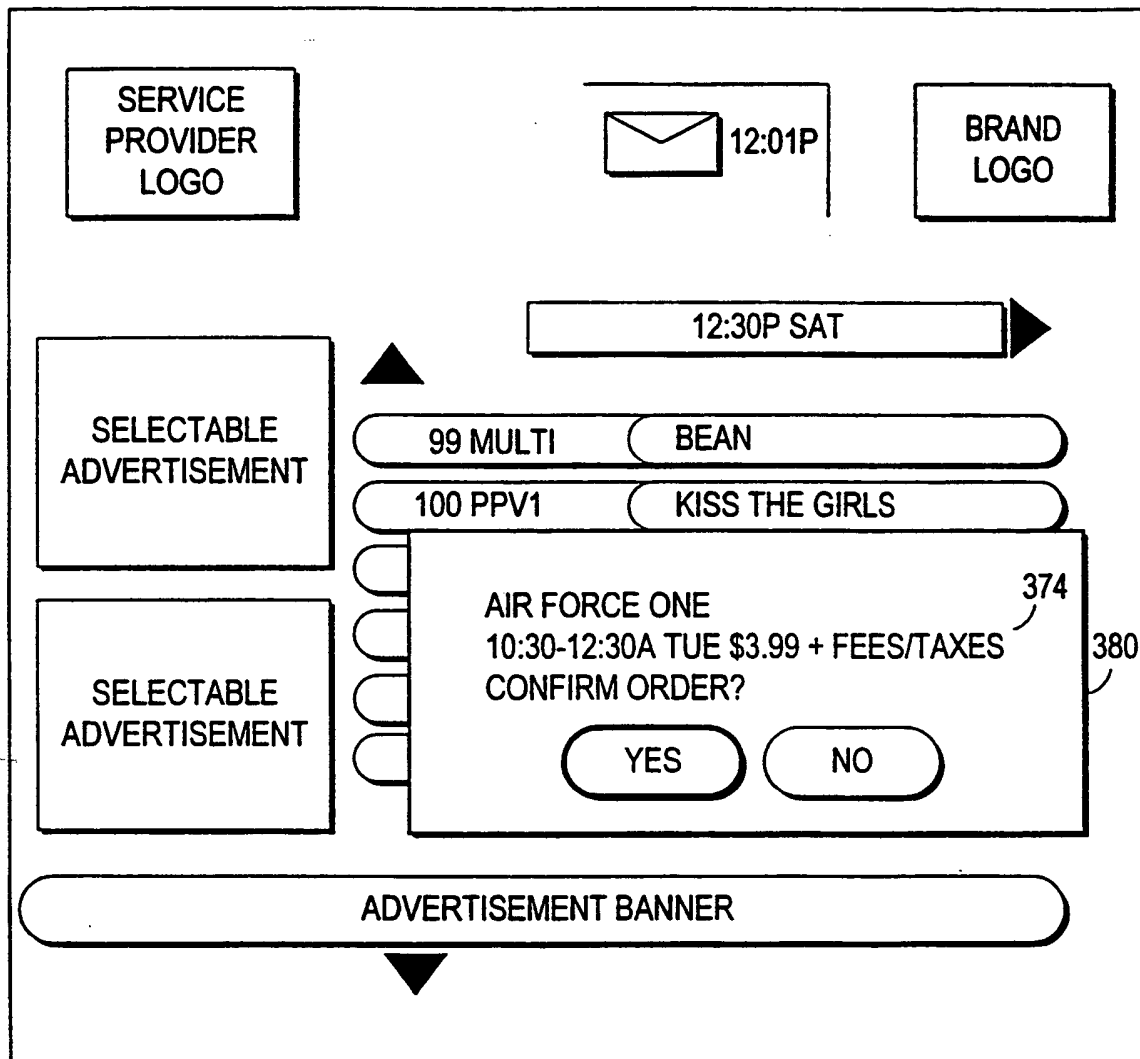 SERVICE
PROVIDER
LOGO
12:01P
BRAND
LOGO
12:30P SAT
SELECTABLE
ADVERTISEMENT
99 MULTI BEAN
100 PPV1 KISS THE GIRLS
374
AIR FORCE ONE
10:30-12:30A TUE $3.99 + FEES/TAXES
380
CONFIRM ORDER?
YES NO
SELECTABLE
ADVERTISEMENT
ADVERTISEMENT BANNER